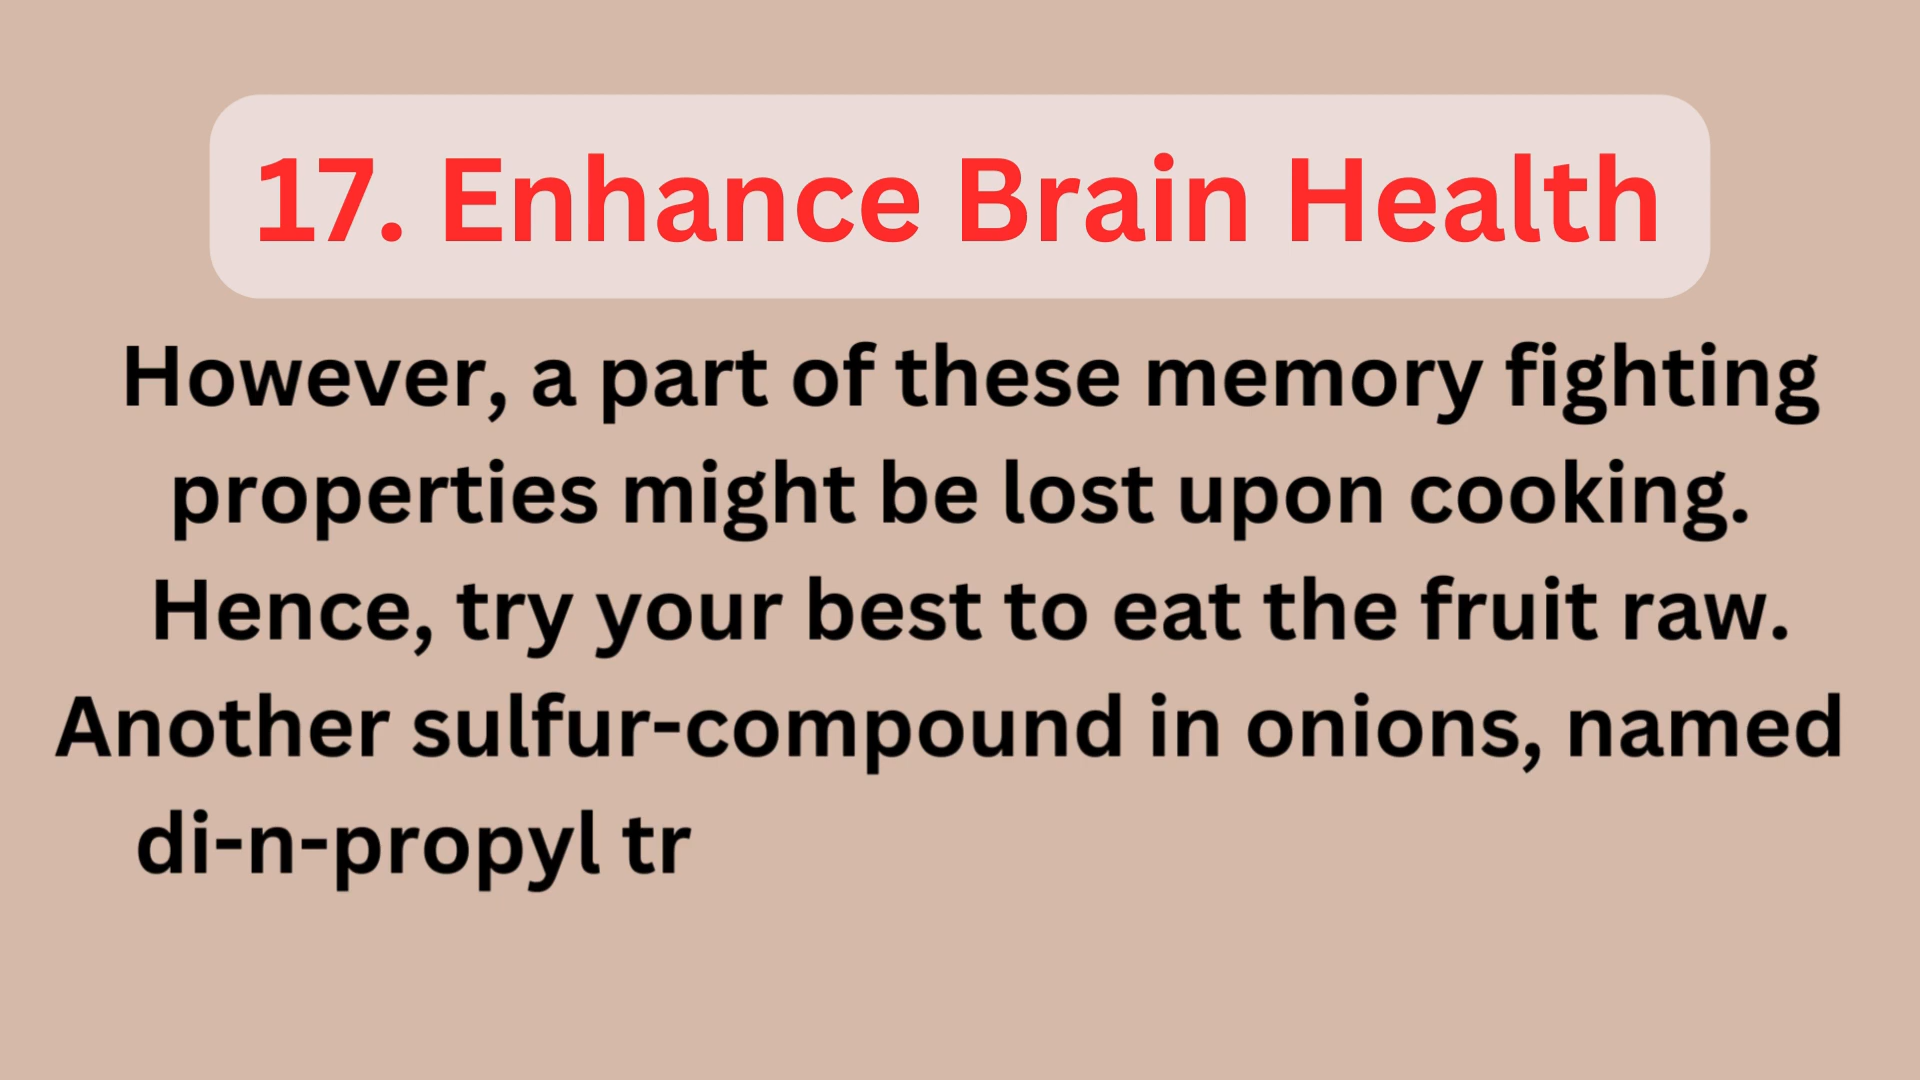 17. Enhance Brain Health
However, a part of these memory fighting
properties might be lost upon cooking.
Hence, try your best to eat the fruit raw.
Another sulfur-compound in onions, named
di-n-propyl tr